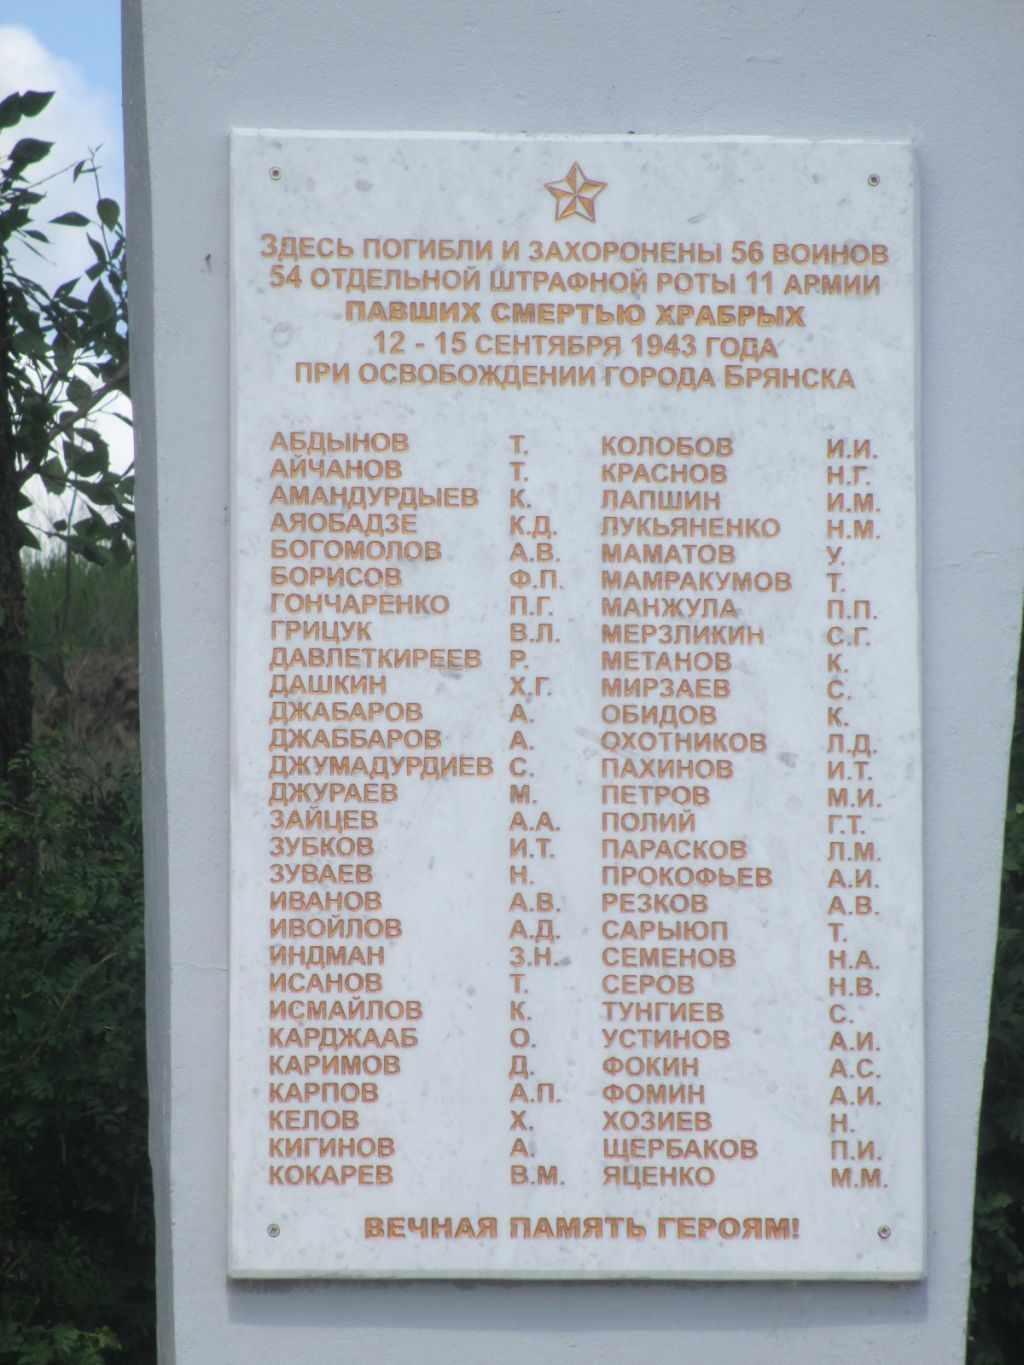 ЗДЕСЬ ПОГИБЛИ И ЗАХОРОНЕНЫ 56 ВОИНОВ
54 ОТДЕЛЬНОЙ ШТРАФНОЙ РОТЫ 11 АРМИИ
ПАВШИХ СМЕРТЬЮ ХРАБРЫХ
12 - 15 СЕНТЯБРЯ 1943 ГОДА
ПРИ ОСВОБОЖДЕНИИ ГОРОДА БРЯНСКА
АБДЫНОВ Т.
АЙЧАНОВ Т.
АМАНДУРДЫЕВ К.
АЯОБАДЗЕ К.Д.
БОГОМОЛОВ А.В.
БОРИСОВ Ф.П.
ГОНЧАРЕНКО П.Г.
ГРИЦУК В.Л.
ДАВЛЕТКИРЕЕВ Р.
ДАШКИН Х.Г.
ДЖАБАРОВ А.
ДЖАББАРОВ А.
ДЖУМАДУРДИЕВ С.
ДЖУРАЕВ М.
ЗАЙЦЕВ А.А.
ЗУБКОВ И.Т.
ЗУВАЕВ Н.
ИВАНОВ А.В.
ИВОЙЛОВ А.Д.
ИНДМАН З.Н.
ИСАНОВ Т.
ИСМАЙЛОВ К.
КАРДЖААБ О.
КАРИМОВ Д.
КАРПОВ А.П.
КЕЛОВ Х.
КИГИНОВ А.
КОКАРЕВ В.М.
КОЛОБОВ И.И.
КРАСНОВ Н.Г.
ЛАПШИН И.М.
ЛУКЬЯНЕНКО Н.М.
МАМАТОВ У.
МАМРАКУМОВ Т.
МАНЖУЛА П.П.
МЕРЗЛИКИН С.Г.
МЕТАНОВ К.
МИРЗАЕВ С.
ОБИДОВ К.
ОХОТНИКОВ Л.Д.
ПАХИНОВ И.Т.
ПЕТРОВ М.И.
ПОЛИЙ Г.Т.
ПАРАСКОВ Л.М.
ПРОКОФЬЕВ А.И.
РЕЗКОВ А.В.
САРЫЮП Т.
СЕМЕНОВ Н.А.
СЕРОВ Н.В.
ТУНГИЕВ С.
УСТИНОВ А.И.
ФОКИН А.С.
ФОМИН А.И.
ХОЗИЕВ Н.
ЩЕРБАКОВ П.И.
ЯЦЕНКО М.М.
ВЕЧНАЯ ПАМЯТЬ ГЕРОЯМ!